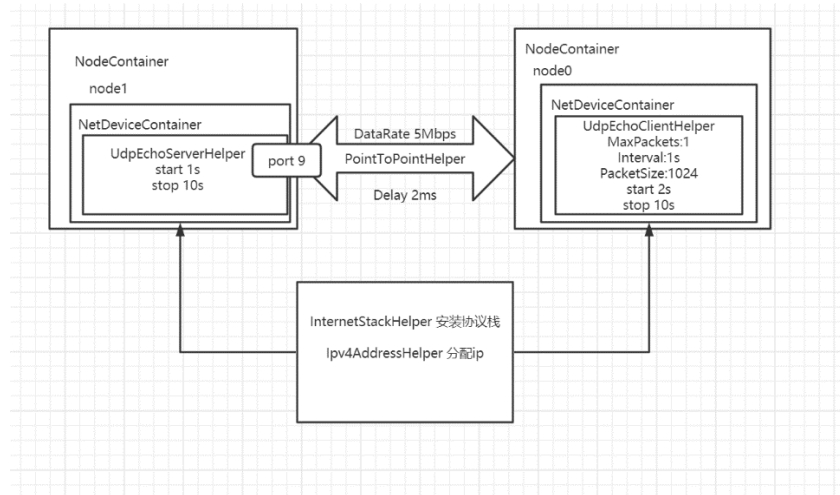 NodeContainer
node1
NetDeviceContainer
UdpEchoServerHelper
start 1s
stop 10s
port 9
DataRate 5Mbps
PointToPointHelper
Delay 2ms
NodeContainer
node0
NetDeviceContainer
UdpEchoClientHelper
MaxPackets:1
Interval:1s
PacketSize:1024
start 2s
stop 10s
InternetStackHelper 安装协议栈
Ipv4AddressHelper 分配ip